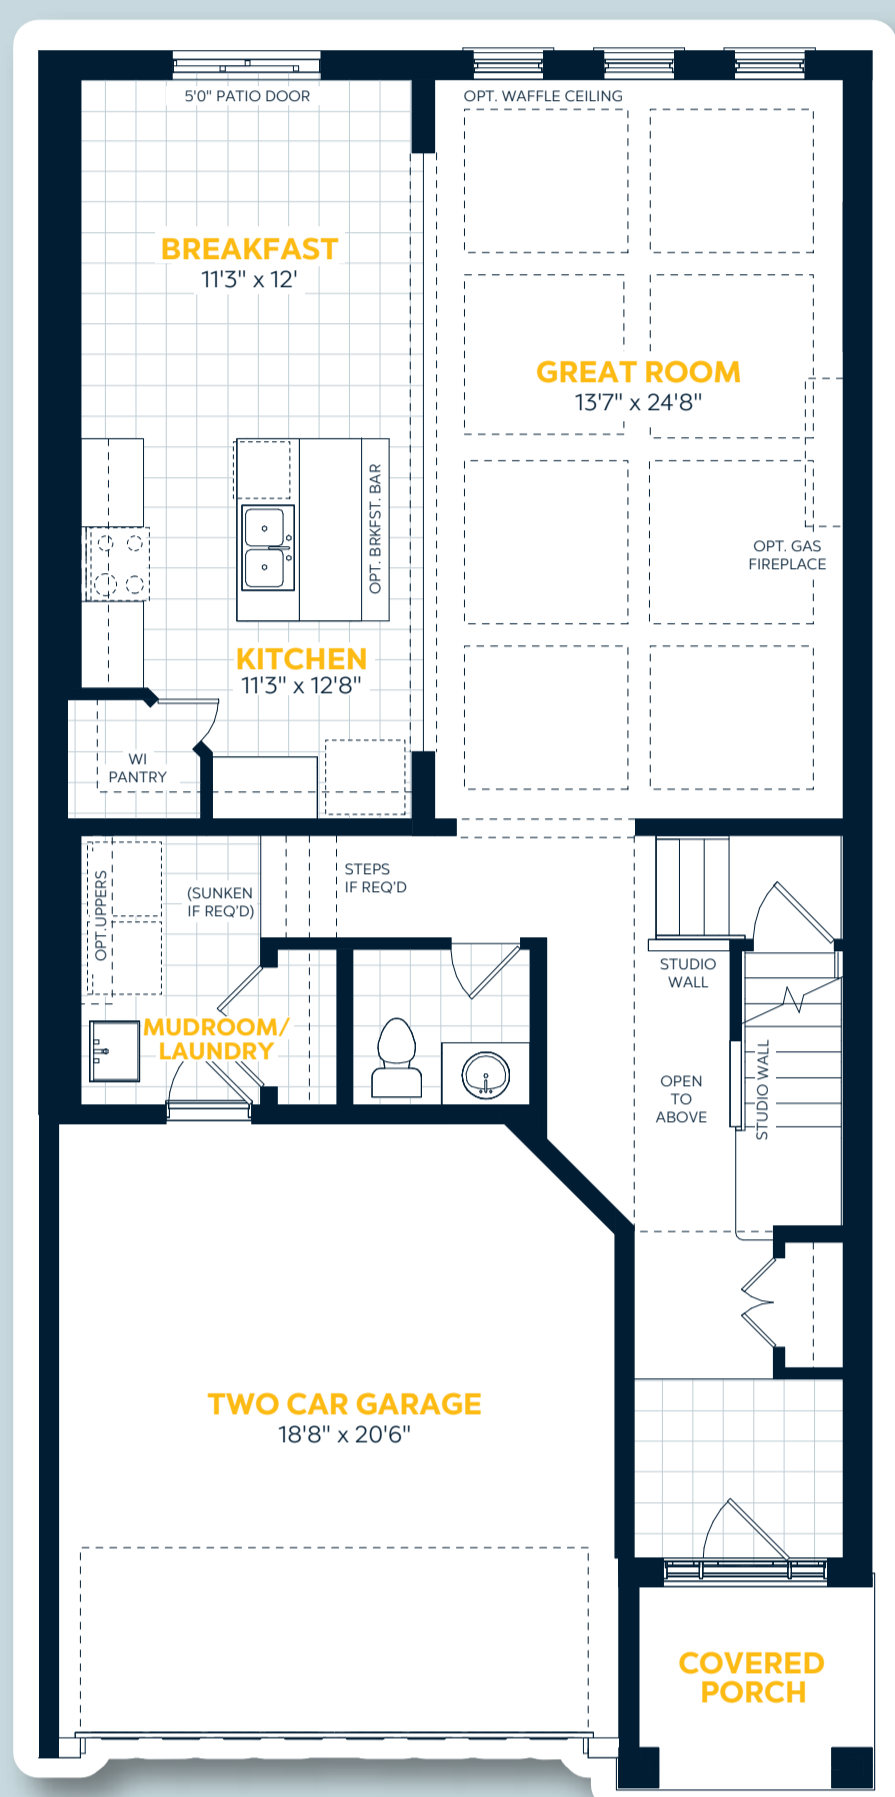 5'0" PATIO DOOR
OPT. WAFFLE CEILING
BREAKFAST
11'3" x 12'
GREAT ROOM
13'7" x 24'8"
OPT. BRKFST. BAR
OPT. GAS
FIREPLACE
KITCHEN
11'3" x 12'8"
WI
PANTRY
OPT.UPPERS
(SUNKEN
IF REQ'D)
STEPS
IF REQ'D
STUDIO
WALL
MUDROOM/
LAUNDRY
OPEN
TO
ABOVE
STUDIO WALL
TWO CAR GARAGE
18'8" x 20'6"
COVERED
PORCH